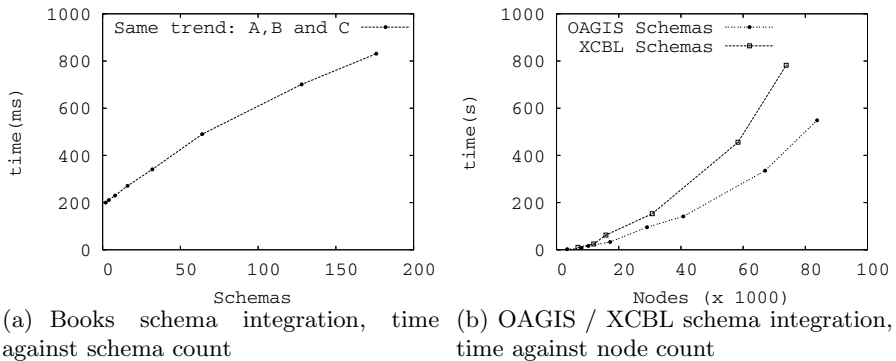 1000
800
600
400
200
0
time(ms)
Same trend: A,B and C
0 50 100 150 200
Schemas
(a) Books schema integration, time
against schema count
1000
800
600
400
200
0
time(s)
OAGIS Schemas
XCBL Schemas
0 20 40 60 80 100
Nodes (x 1000)
(b) OAGIS / XCBL schema integration,
time against node count